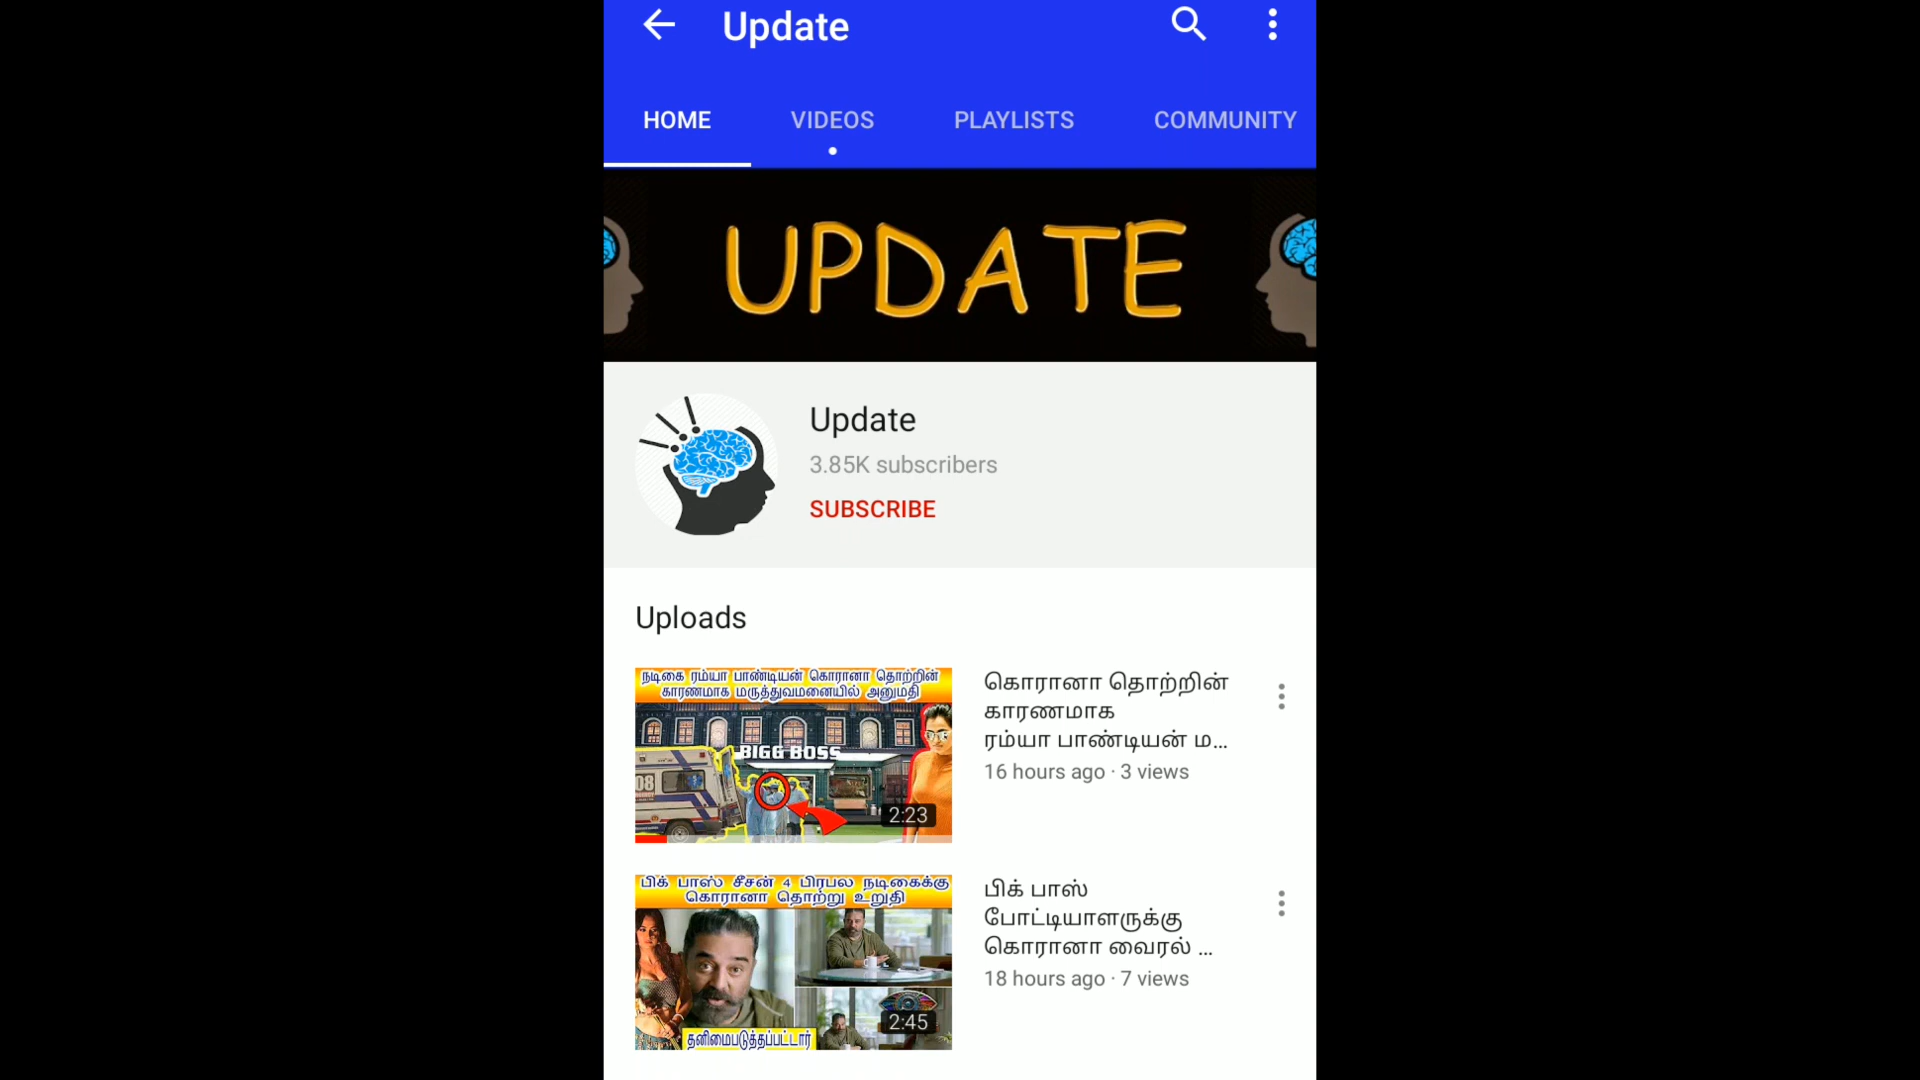 Update
HOME
VIDEOS
PLAYLISTS
COMMUNITY
UPDATE
Update
3.85K subscribers
SUBSCRIBE
Uploads
நடிகை ரம்யா பாண்டியன் கொரானா தொற்றின்
காரணமாக மருத்துவமனையில் அனுமதி
BIGG BOSS
08
2:23
கொரானா தொற்றின்
காரணமாக
ரம்யா பாண்டியன் ம...
16 hours ago · 3 views
பிக் பாஸ் சீசன் 4 பிரபல நடிகைக்கு
கொரானா தொற்று உறுதி
தனிமைபடுத்தப்பட்டார்
2:45
பிக் பாஸ்
போட்டியாளருக்கு
கொரானா வைரல் ...
18 hours ago · 7 views